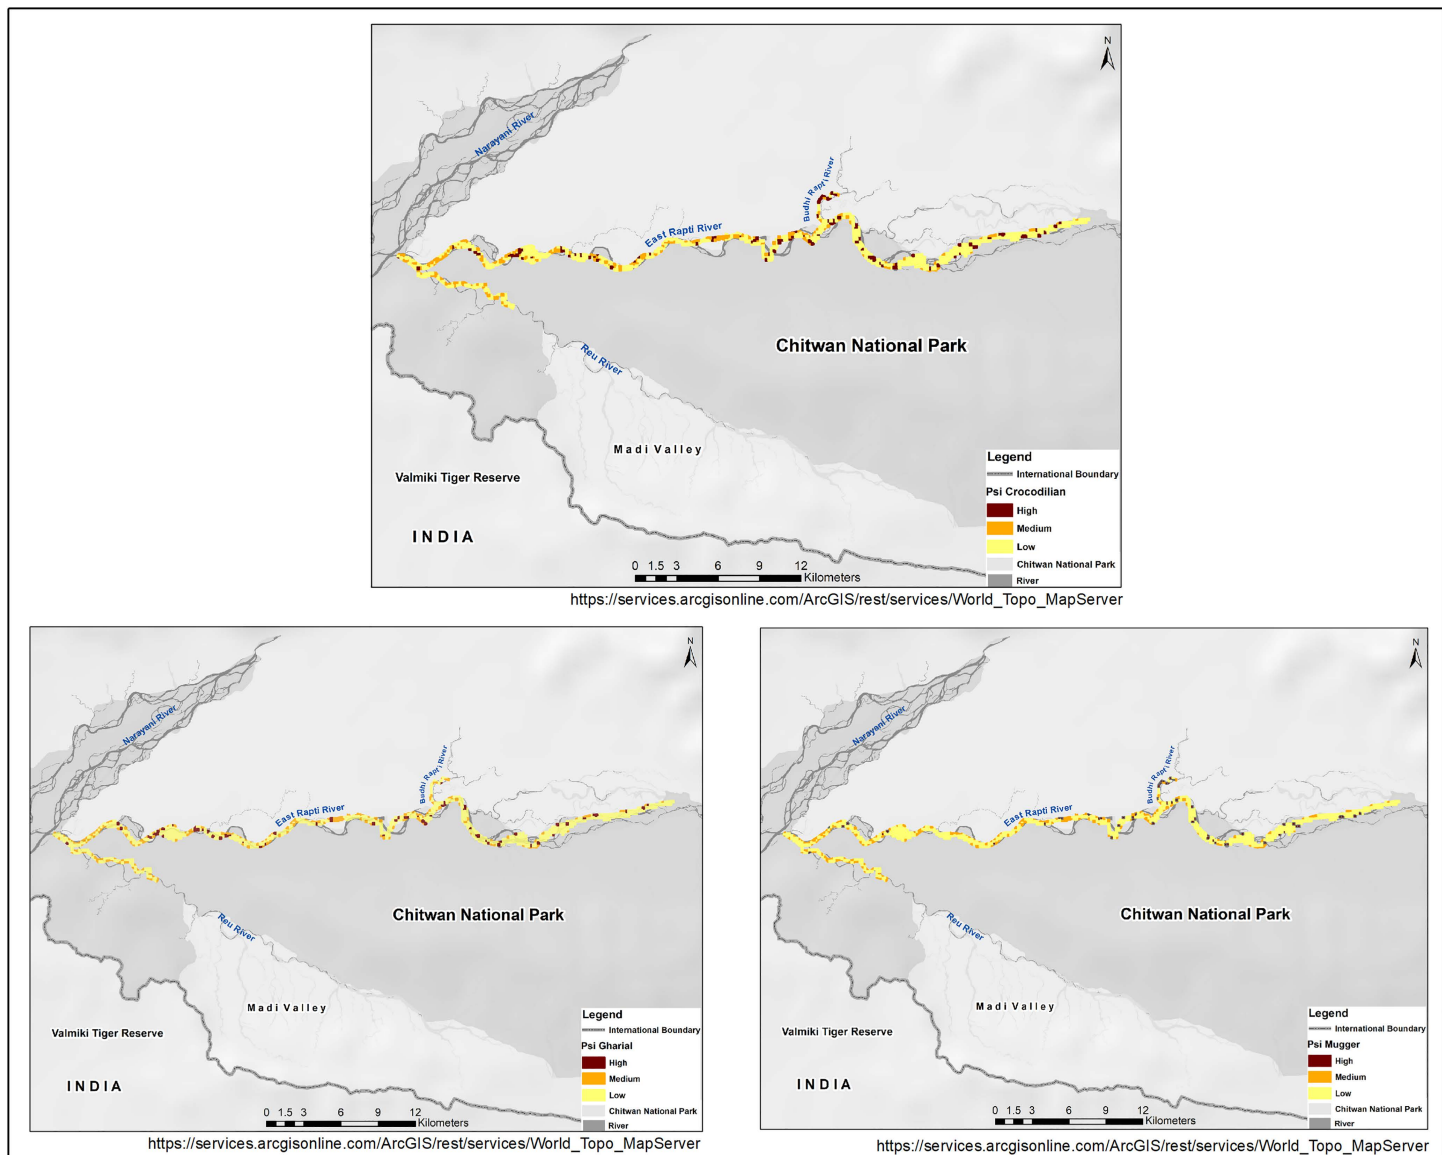 N
Narayani River
Budhi Rapti River
East Rapti River
Chitwan National Park
Reu River
Madi Valley
Valmiki Tiger Reserve
INDIA
Legend
International Boundary
Psi Crocodilian
High
Medium
Low
Chitwan National Park
River
0 1.5 3 6 9 12
Kilometers
https://services.arcgisonline.com/ArcGIS/rest/services/World_Topo_MapServer
N
Narayani River
Budhi Rapti River
East Rapti River
Chitwan National Park
Reu River
Madi Valley
Valmiki Tiger Reserve
INDIA
Legend
International Boundary
Psi Gharial
High
Medium
Low
Chitwan National Park
River
0 1.5 3 6 9 12
Kilometers
https://services.arcgisonline.com/ArcGIS/rest/services/World_Topo_MapServer
N
Narayani River
Budhi Rapti River
East Rapti River
Chitwan National Park
Reu River
Madi Valley
Valmiki Tiger Reserve
INDIA
Legend
International Boundary
Psi Mugger
High
Medium
Low
Chitwan National Park
River
0 1.5 3 6 9 12
Kilometers
https://services.arcgisonline.com/ArcGIS/rest/services/World_Topo_MapServer